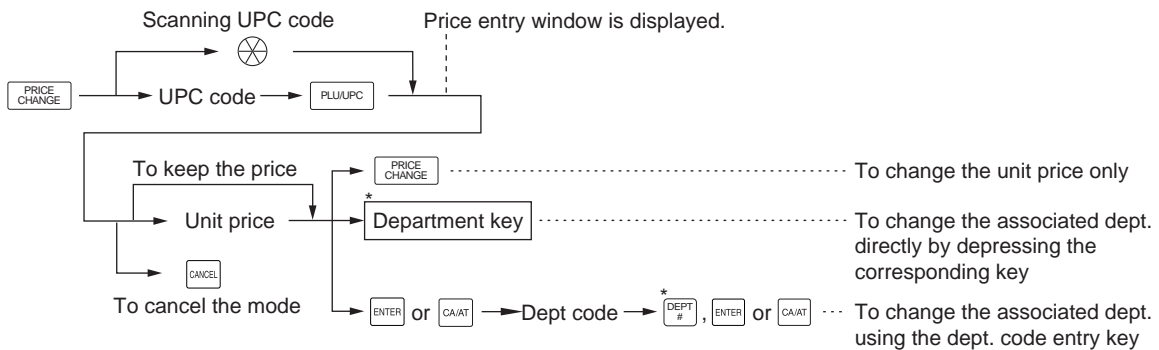 Scanning UPC code
Price entry window is displayed.
PRICE
CHANGE
UPC code
PLU/UPC
To keep the price
PRICE
CHANGE
To change the unit price only
Unit price
*
Department key
To change the associated dept.
directly by depressing the
corresponding key
CANCEL
To cancel the mode
ENTER or CA/AT Dept code * DEPT # , ENTER or CA/AT
To change the associated dept.
using the dept. code entry key